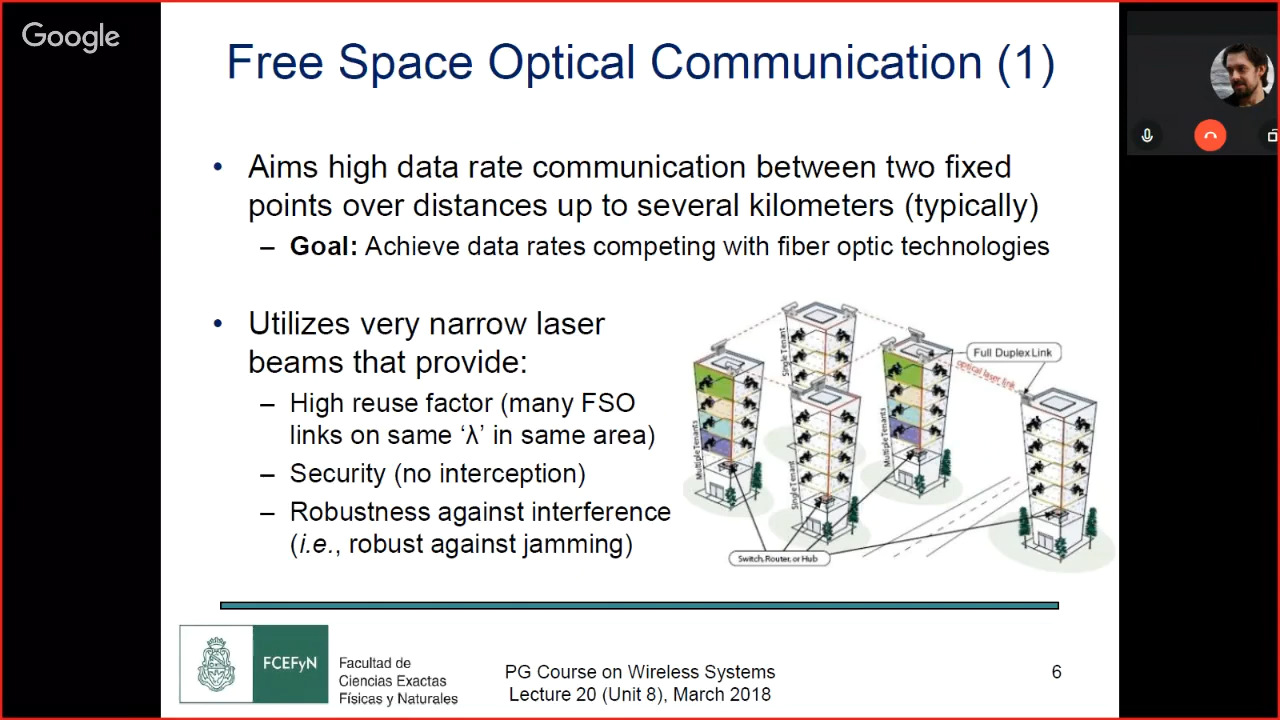 Google
Free Space Optical Communication (1)
• Aims high data rate communication between two fixed
points over distances up to several kilometers (typically)
– Goal: Achieve data rates competing with fiber optic technologies
• Utilizes very narrow laser
beams that provide:
– High reuse factor (many FSO
links on same ‘λ’ in same area)
– Security (no interception)
– Robustness against interference
(i.e., robust against jamming)
Single Tenant
Full Duplex Link
optical laser link
Multiple Tenants
Single Tenant
Multiple Tenants
Switch, Router, or Hub
FCEFyN
Facultad de
Ciencias Exactas
Físicas y Naturales
PG Course on Wireless Systems
Lecture 20 (Unit 8), March 2018
6